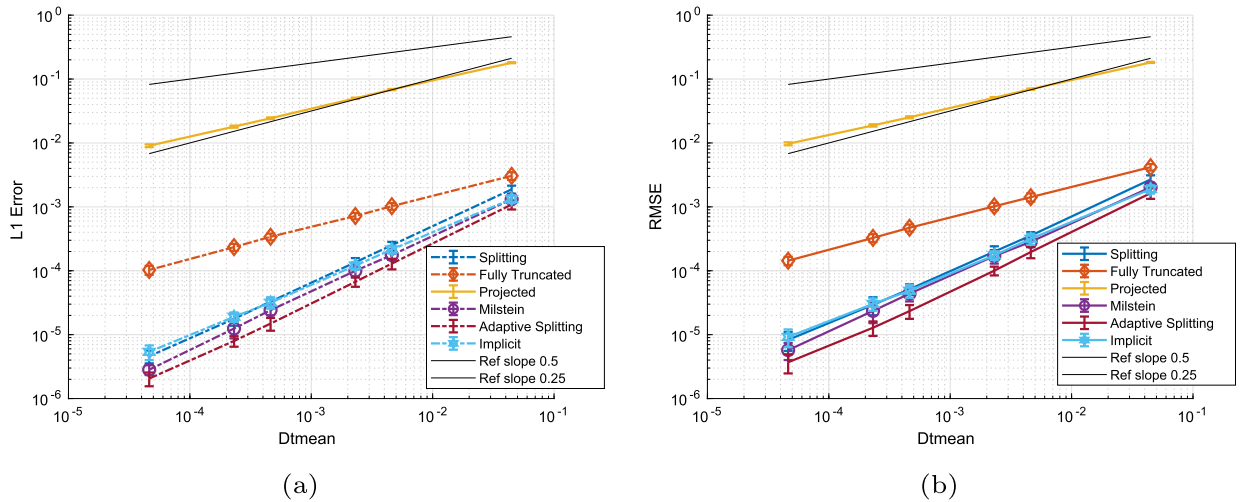 10^0
10^-1
10^-2
10^-3
10^-4
10^-5
10^-6
L1 Error
10^-5
10^-4
10^-3
10^-2
10^-1
Dtmean
Splitting
Fully Truncated
Projected
Milstein
Adaptive Splitting
Implicit
Ref slope 0.5
Ref slope 0.25
(a)
10^0
10^-1
10^-2
10^-3
10^-4
10^-5
10^-6
RMSE
10^-5
10^-4
10^-3
10^-2
10^-1
Dtmean
Splitting
Fully Truncated
Projected
Milstein
Adaptive Splitting
Implicit
Ref slope 0.5
Ref slope 0.25
(b)